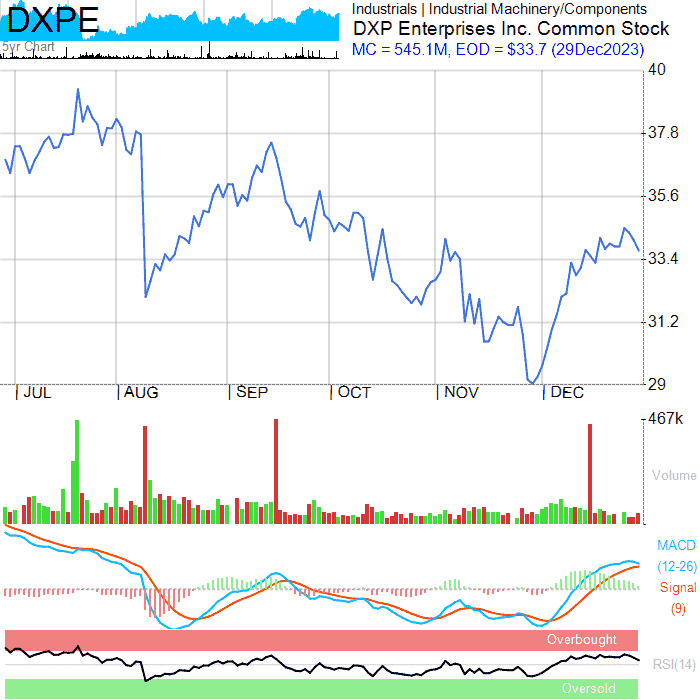 DXPE
5yr Chart
Industrials | Industrial Machinery/Components
DXP Enterprises Inc. Common Stock
MC = 545.1M, EOD = $33.7 (29Dec2023)
40
37.8
35.6
33.4
31.2
29
JUL
AUG
SEP
OCT
NOV
DEC
467k
Volume
MACD
(12-26)
Signal
(9)
Overbought
RSI(14)
Oversold